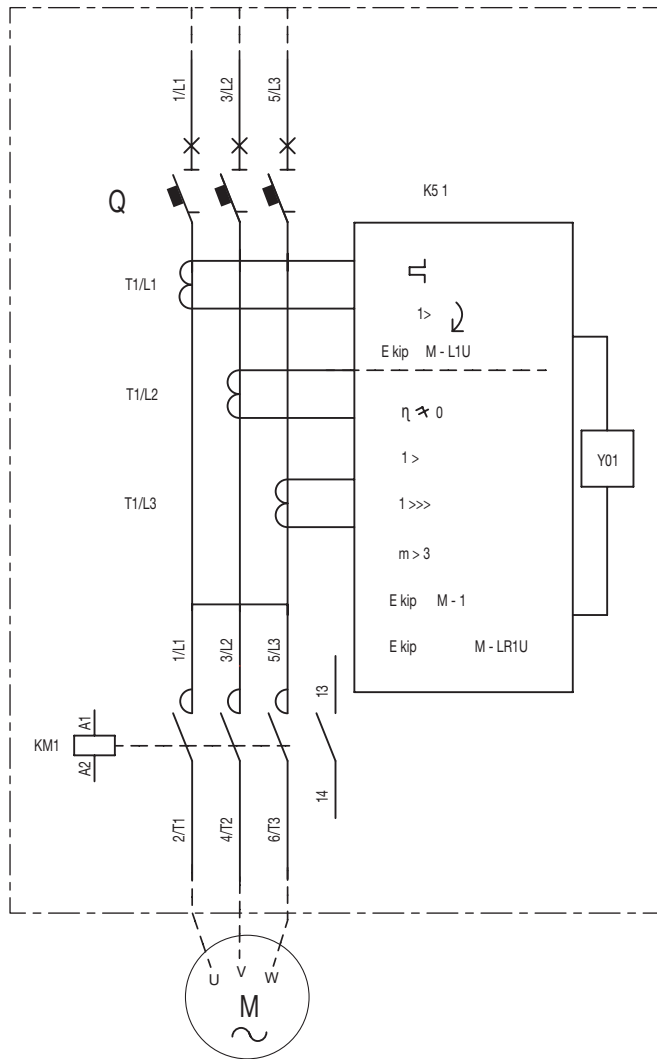 1/L1 3/L2 5/L3
Q
K5 1
T1/L1
1>
E kip M - L1U
T1/L2
η ≯ 0
1 >
Y01
T1/L3
1 >>>
m > 3
E kip M - 1
E kip M - LR1U
1/L1 3/L2 5/L3
13
KM1
A1
A2
14
2/T1 4/T2 6/T3
U V W
M